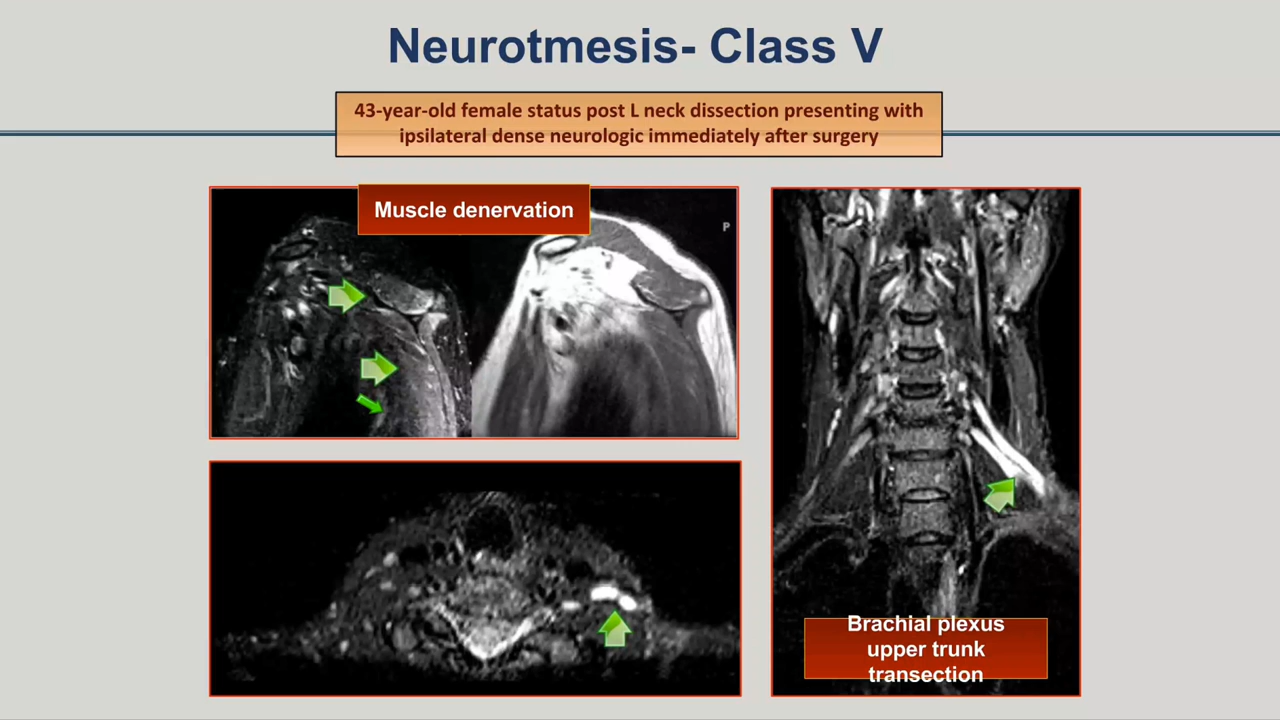 Neurotmesis- Class V
43-year-old female status post L neck dissection presenting with
ipsilateral dense neurologic immediately after surgery
Muscle denervation
P
Brachial plexus
upper trunk
transection